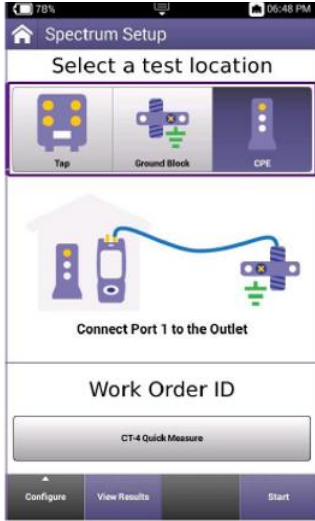 78%
06:48 PM
Spectrum Setup
Select a test location
Tap
Ground Block
CPE
Connect Port 1 to the Outlet
Work Order ID
CT-4 Quick Measure
Configure
View Results
Start